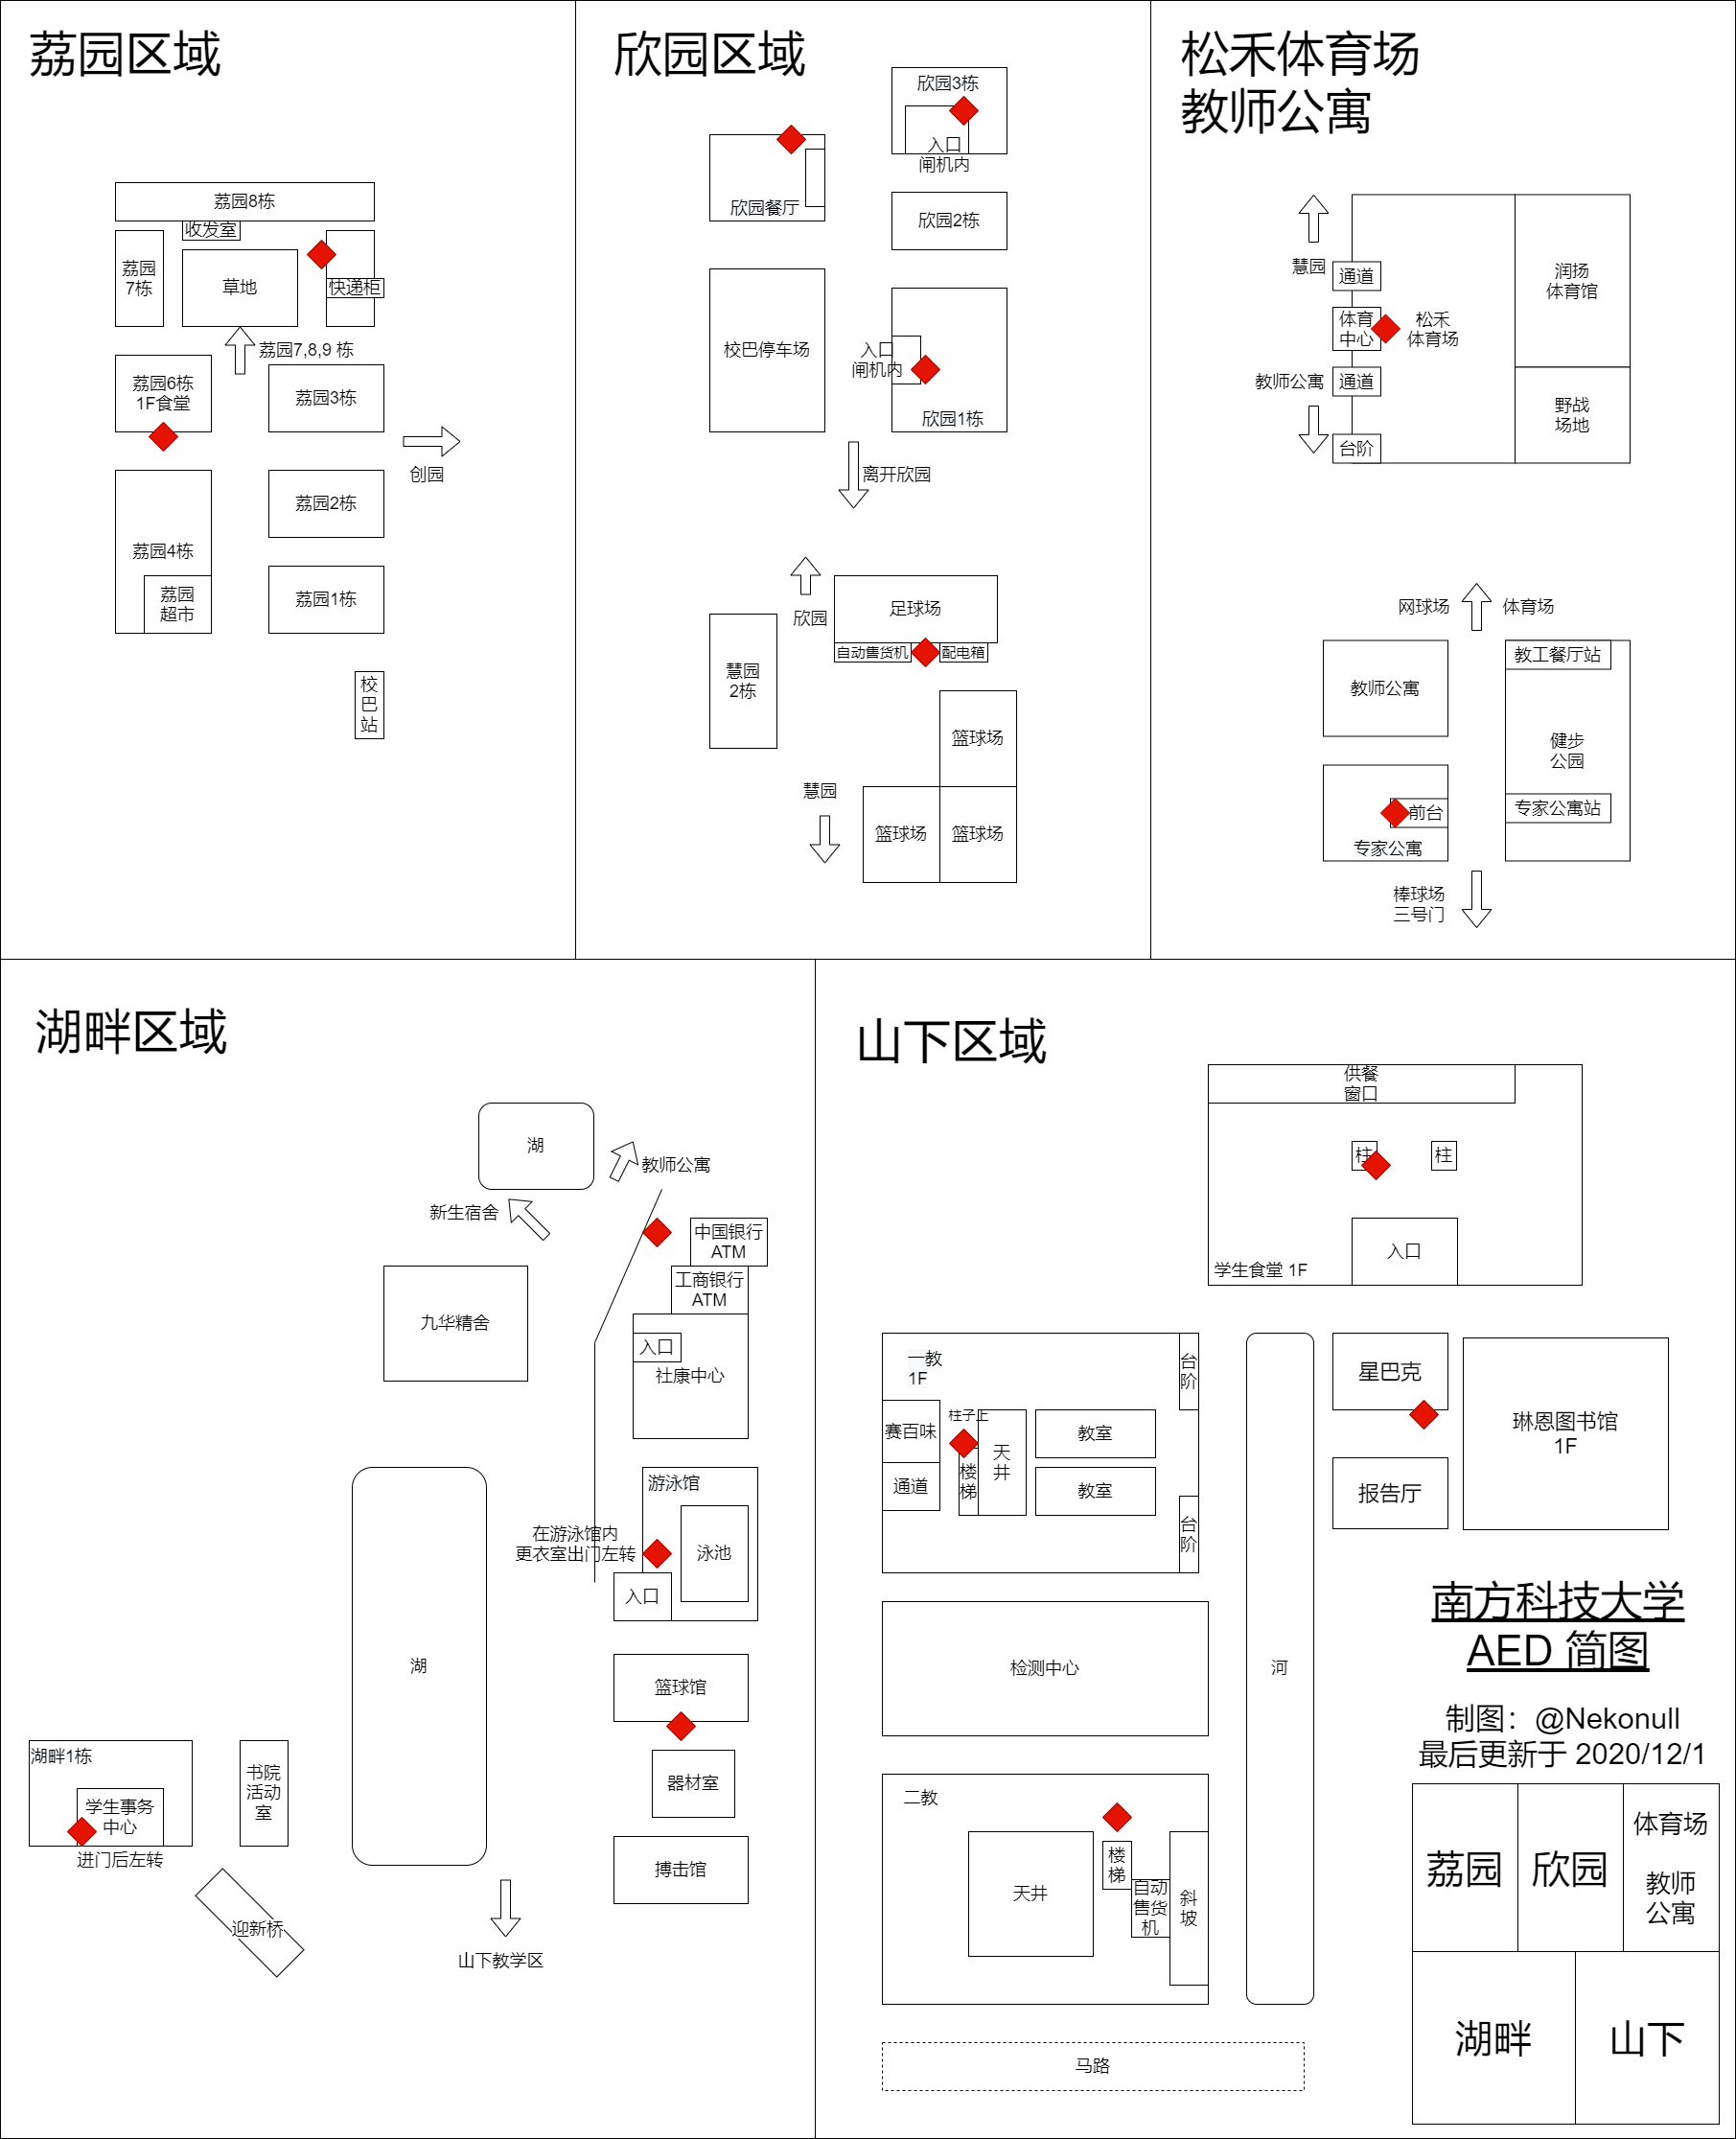 荔园区域
荔园8栋
收发室
荔园
7栋
草地
快递柜
荔园7,8,9 栋
荔园6栋
1F食堂
荔园3栋
创园
荔园4栋
荔园2栋
荔园
超市
荔园1栋
校
巴
站
欣园区域
欣园3栋
入口
闸机内
欣园餐厅
欣园2栋
校巴停车场
入口
闸机内
欣园1栋
离开欣园
欣园
足球场
自动售货机
配电箱
慧园
2栋
篮球场
慧园
篮球场
篮球场
松禾体育场
教师公寓
慧园
通道
润扬
体育馆
体育
中心
松禾
体育场
教师公寓
通道
野战
场地
台阶
网球场
体育场
教师公寓
教工餐厅站
健步
公园
前台
专家公寓站
专家公寓
棒球场
三号门
湖畔区域
湖
教师公寓
新生宿舍
中国银行
ATM
工商银行
ATM
九华精舍
入口
社康中心
游泳馆
在游泳馆内
更衣室出门左转
泳池
入口
湖
篮球馆
湖畔1栋
学生事务
中心
进门后左转
书院
活动
室
器材室
搏击馆
迎新桥
山下教学区
山下区域
供餐
窗口
柱
柱
入口
学生食堂 1F
一教
1F
台
阶
赛百味
柱子上
天
井
教室
通道
楼
梯
教室
台
阶
河
星巴克
琳恩图书馆
1F
报告厅
检测中心
二教
天井
楼
梯
自动
售货
机
斜
坡
马路
南方科技大学
AED 简图
制图：@Nekonull
最后更新于 2020/12/1
荔园
欣园
体育场
教师
公寓
湖畔
山下